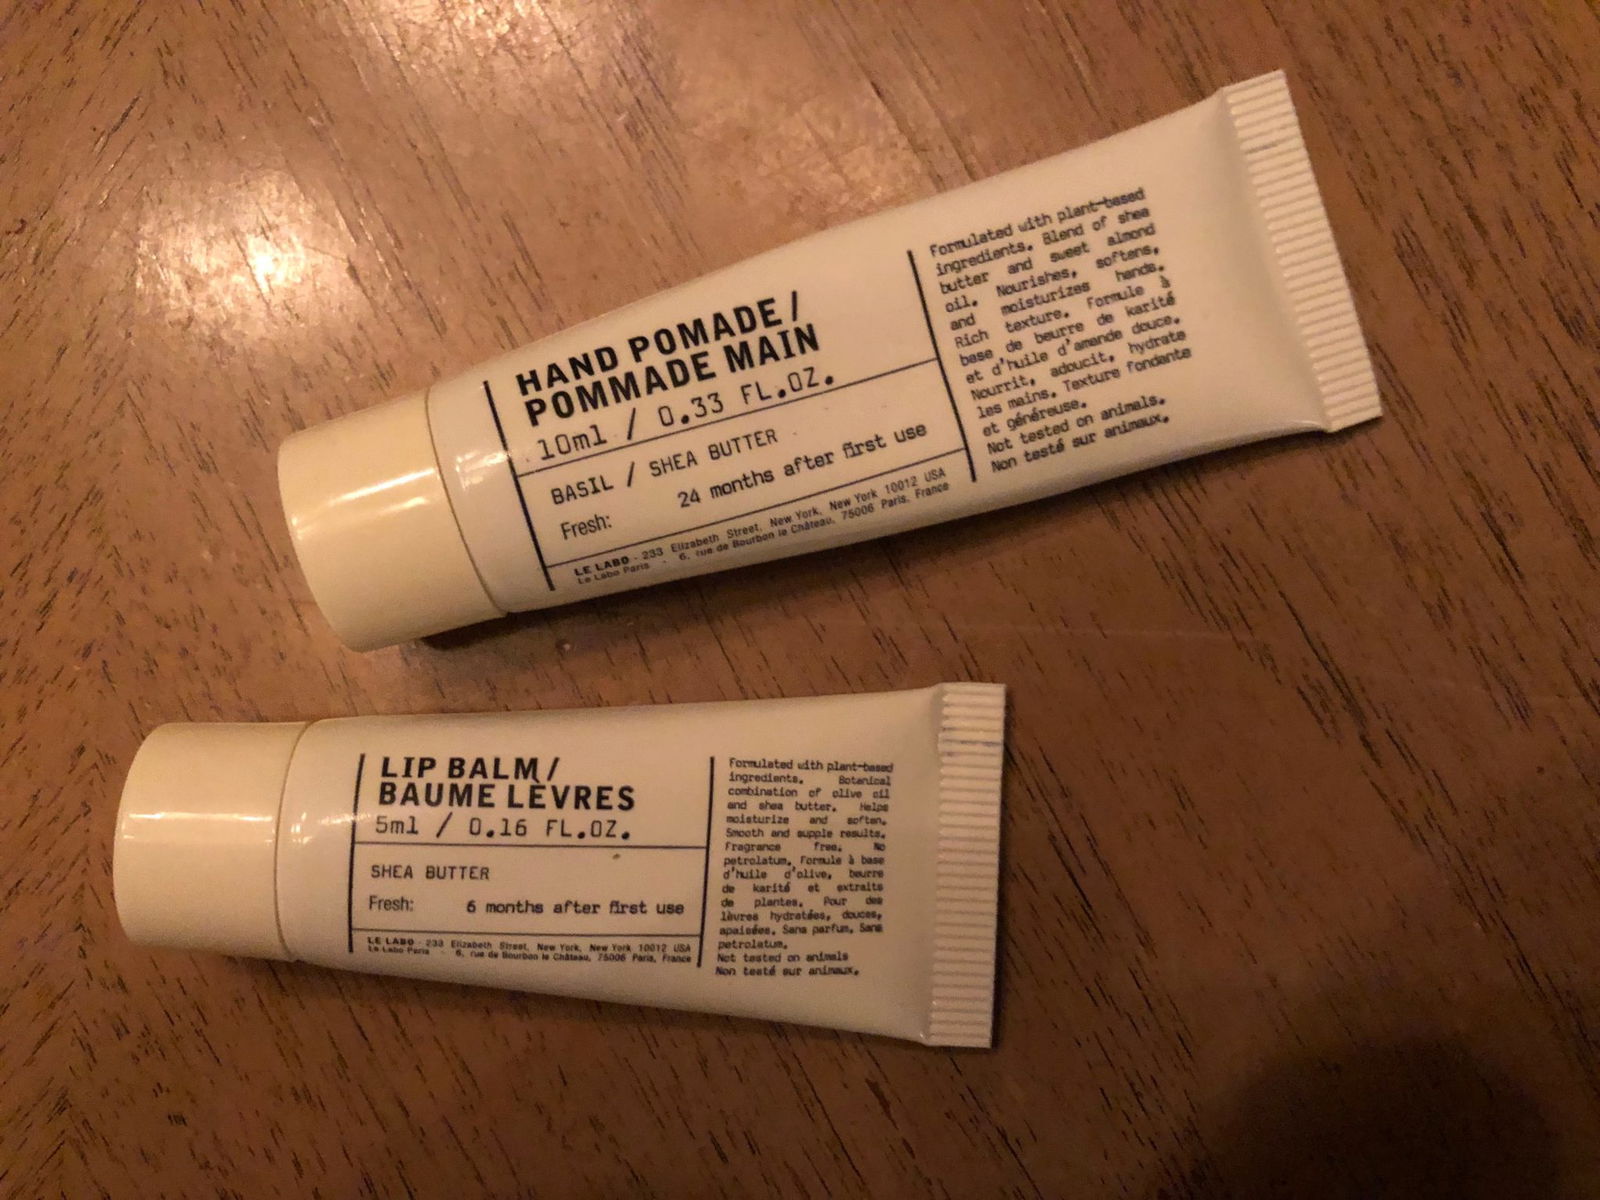 HAND POMADE/
POMMADE MAIN
10ml / 0.33 FL.OZ.
BASIL / SHEA BUTTER
Fresh: 24 months after first use
LE LABO - 233 Elizabeth Street, New York, New York 10012 USA
Le Labo Paris - 6, rue de Bourbon le Château, 75006 Paris, France
Formulated with plant-based
ingredients. Blend of shea
butter and sweet almond
oil. Nourishes, softens,
and moisturizes hands.
Rich texture. Formule à
base de beurre de karité
et d'huile d'amande douce.
Nourrit, adoucit, hydrate
les mains. Texture fondante
et généreuse.
Not tested on animals.
Non testé sur animaux.
LIP BALM/
BAUME LÈVRES
5ml / 0.16 FL.OZ.
SHEA BUTTER
Fresh: 6 months after first use
LE LABO - 233 Elizabeth Street, New York, New York 10012 USA
Le Labo Paris - 6, rue de Bourbon le Château, 75006 Paris, France
Formulated with plant-based
ingredients. Botanical
combination of olive oil
and shea butter. Helps
moisturize and soften.
Smooth and supple results.
Fragrance free. No
petrolatum. Formule à base
d'huile d'olive, beurre
de karité et extraits
de plantes. Pour des
lèvres hydratées, douces,
apaisées. Sans parfum. Sans
petrolatum.
Not tested on animals
Non testé sur animaux.